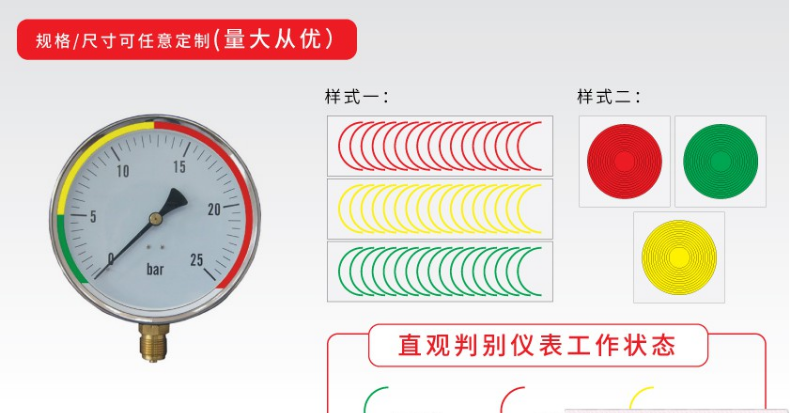 规格/尺寸可任意定制(量大从优）
样式一：
样式二：
10
15
5
20
0
25
bar
直观判别仪表工作状态